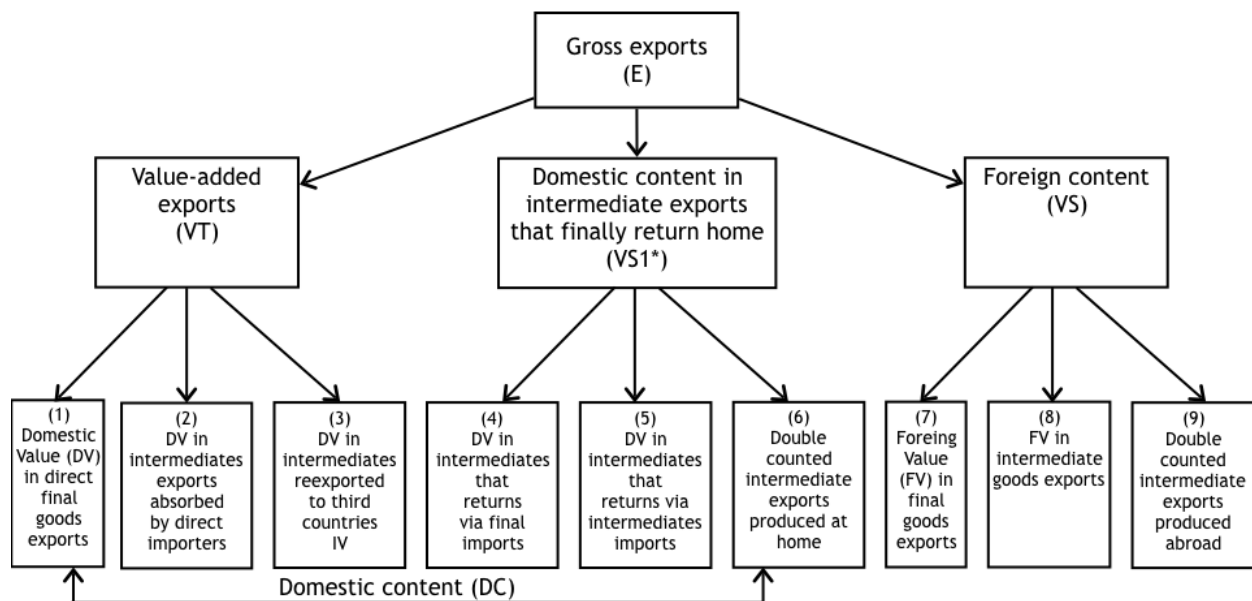 Gross exports
(E)
Value-added
exports
(VT)
Domestic content in
intermediate exports
that finally return home
(VS1*)
Foreign content
(VS)
(1)
Domestic
Value (DV)
in direct
final
goods
exports
(2)
DV in
intermediates
exports
absorbed
by direct
importers
(3)
DV in
intermediates
reexported
to third
countries
IV
(4)
DV in
intermediates
that
returns
via final
imports
(5)
DV in
intermediates
that
returns via
intermediates
imports
(6)
Double
counted
intermediate
exports
produced at
home
(7)
Foreing
Value
(FV) in
final
goods
exports
(8)
FV in
intermediate
goods exports
(9)
Double
counted
intermediate
exports
produced
abroad
Domestic content (DC)